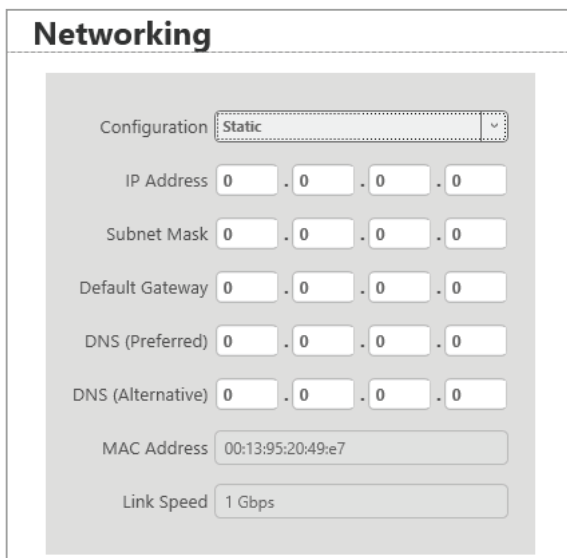 Networking
Configuration Static
IP Address 0 . 0 . 0 . 0
Subnet Mask 0 . 0 . 0 . 0
Default Gateway 0 . 0 . 0 . 0
DNS (Preferred) 0 . 0 . 0 . 0
DNS (Alternative) 0 . 0 . 0 . 0
MAC Address 00:13:95:20:49:e7
Link Speed 1 Gbps